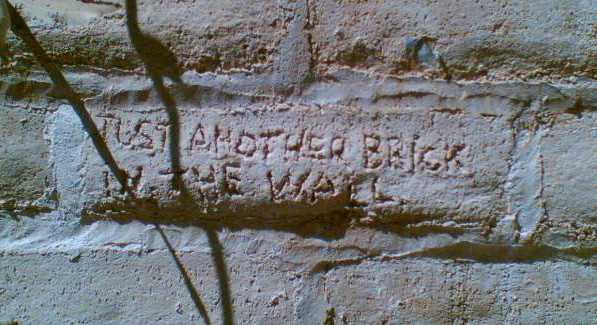 JUST ANOTHER BRICK
IN THE WALL